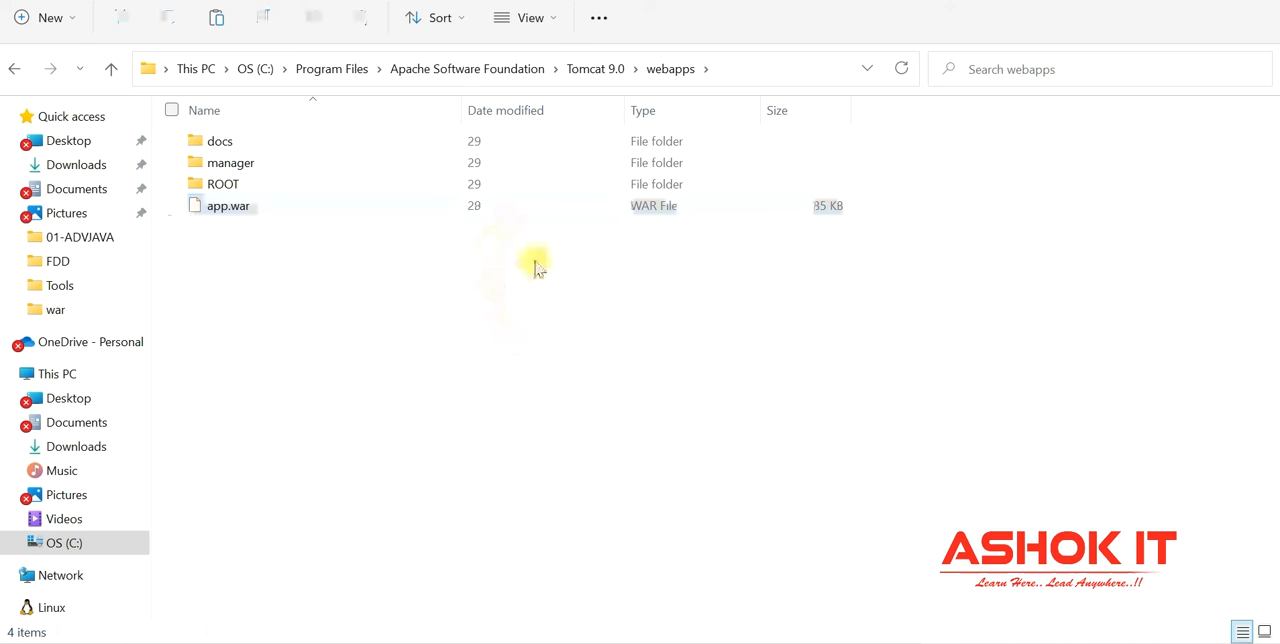 New Sort View
This PC OS (C:) Program Files Apache Software Foundation Tomcat 9.0 webapps Search webapps
Name Date modified Type Size
docs 29 File folder
manager 29 File folder
ROOT 29 File folder
app.war 29 WAR File 35 KB
Quick access
Desktop
Downloads
Documents
Pictures
01-ADVJAVA
FDD
Tools
war
OneDrive - Personal
This PC
Desktop
Documents
Downloads
Music
Pictures
Videos
OS (C:)
Network
Linux
4 items
ASHOK IT
Learn Here.. Lead Anywhere..!!